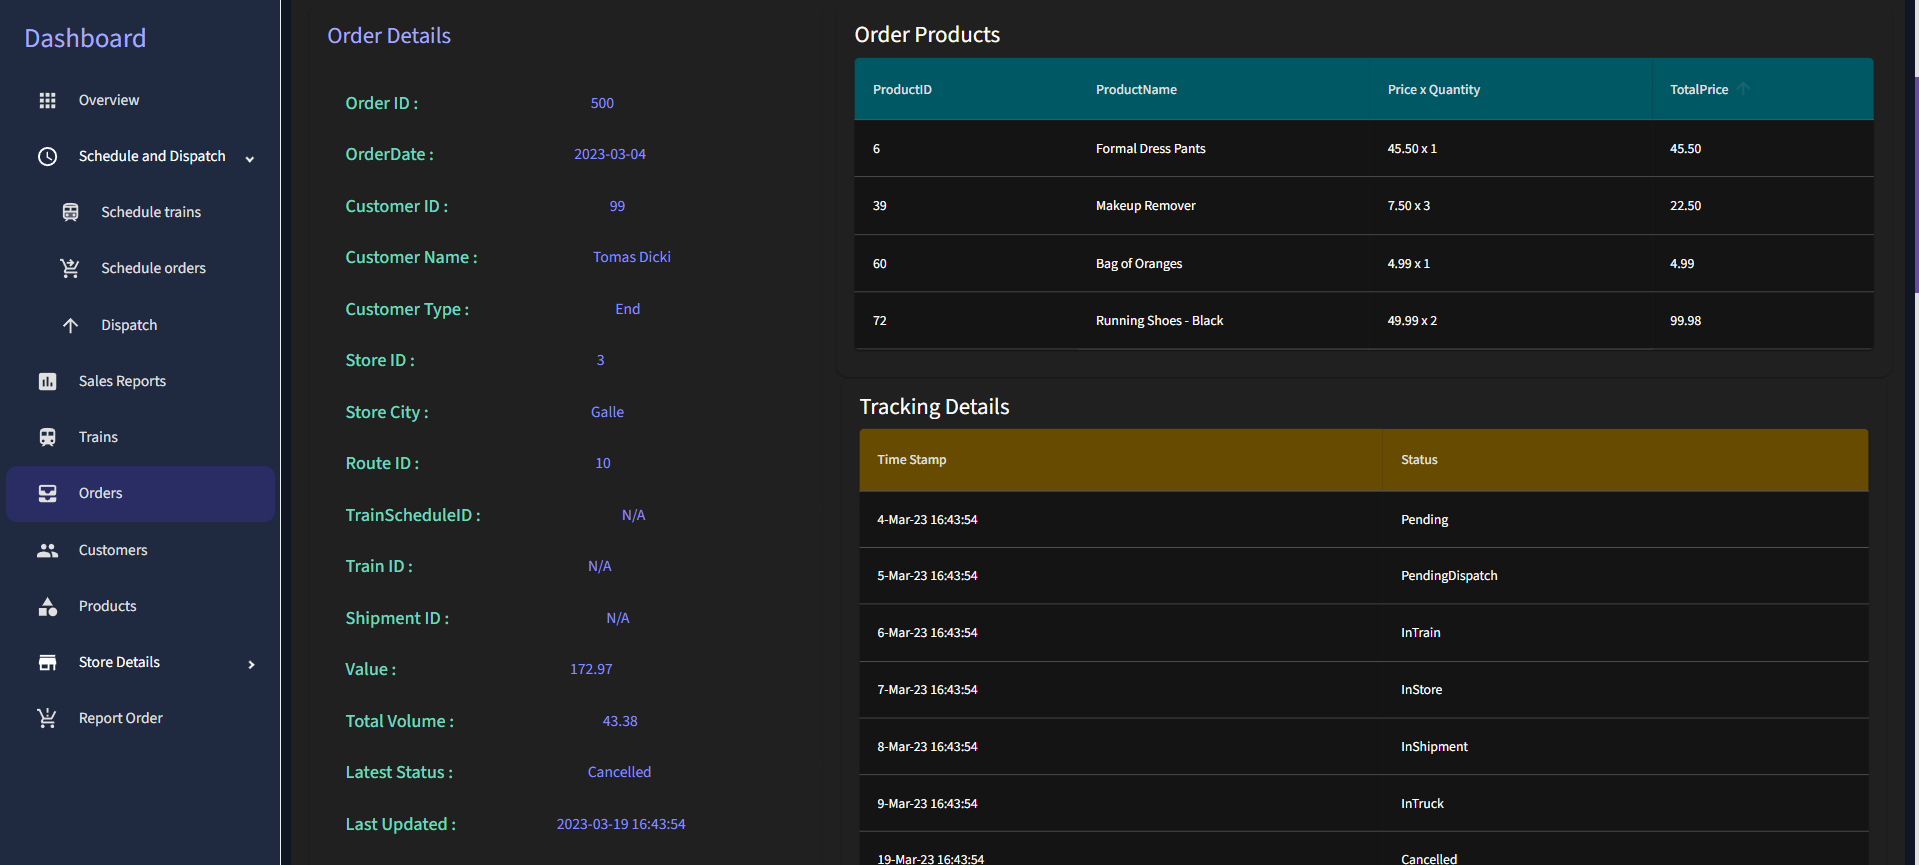 Dashboard
Overview
Schedule and Dispatch
Schedule trains
Schedule orders
Dispatch
Sales Reports
Trains
Orders
Customers
Products
Store Details
Report Order
Order Details
Order ID : 500
OrderDate : 2023-03-04
Customer ID : 99
Customer Name : Tomas Dicki
Customer Type : End
Store ID : 3
Store City : Galle
Route ID : 10
TrainScheduleID : N/A
Train ID : N/A
Shipment ID : N/A
Value : 172.97
Total Volume : 43.38
Latest Status : Cancelled
Last Updated : 2023-03-19 16:43:54
Order Products
ProductID ProductName Price x Quantity TotalPrice
6 Formal Dress Pants 45.50 x 1 45.50
39 Makeup Remover 7.50 x 3 22.50
60 Bag of Oranges 4.99 x 1 4.99
72 Running Shoes - Black 49.99 x 2 99.98
Tracking Details
Time Stamp Status
4-Mar-23 16:43:54 Pending
5-Mar-23 16:43:54 PendingDispatch
6-Mar-23 16:43:54 InTrain
7-Mar-23 16:43:54 InStore
8-Mar-23 16:43:54 InShipment
9-Mar-23 16:43:54 InTruck
19-Mar-23 16:43:54 Cancelled